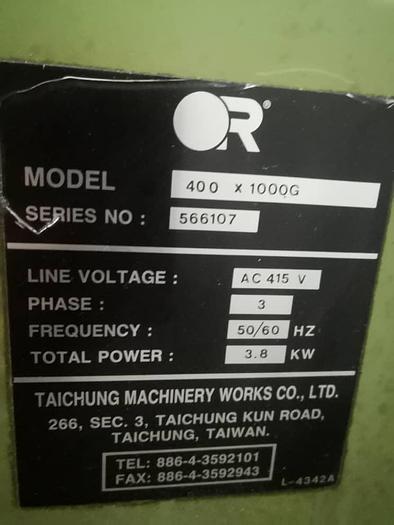 OR®
MODEL 400 x 1000G
SERIES NO : 566107
LINE VOLTAGE : AC 415 V
PHASE : 3
FREQUENCY : 50/60 HZ
TOTAL POWER : 3.8 KW
TAICHUNG MACHINERY WORKS CO., LTD.
266, SEC. 3, TAICHUNG KUN ROAD,
TAICHUNG, TAIWAN.
TEL: 886-4-3592101
FAX: 886-4-3592943
L-4342A